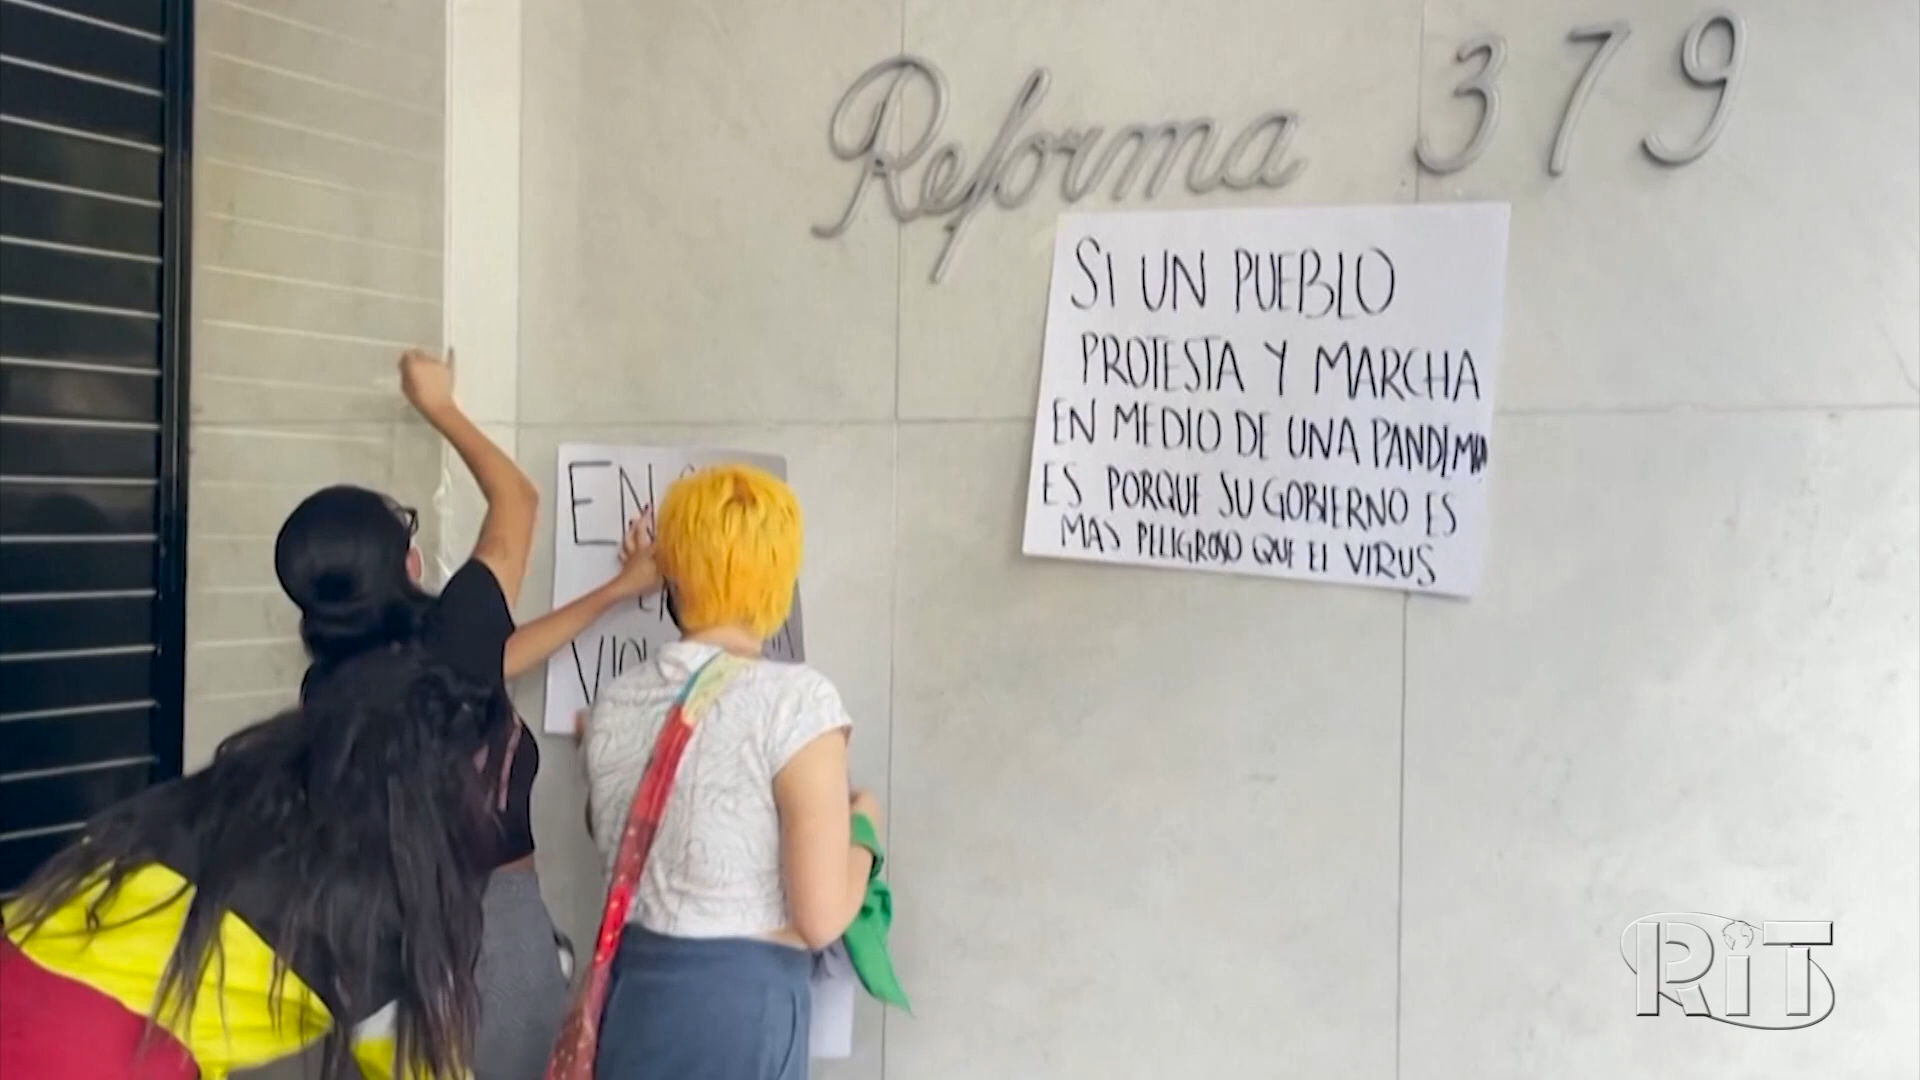 Reforma 379
SI UN PUEBLO
PROTESTA Y MARCHA
EN MEDIO DE UNA PANDEMIA
ES PORQUE SU GOBIERNO ES
MAS PELIGROSO QUE EL VIRUS
EN
RiT